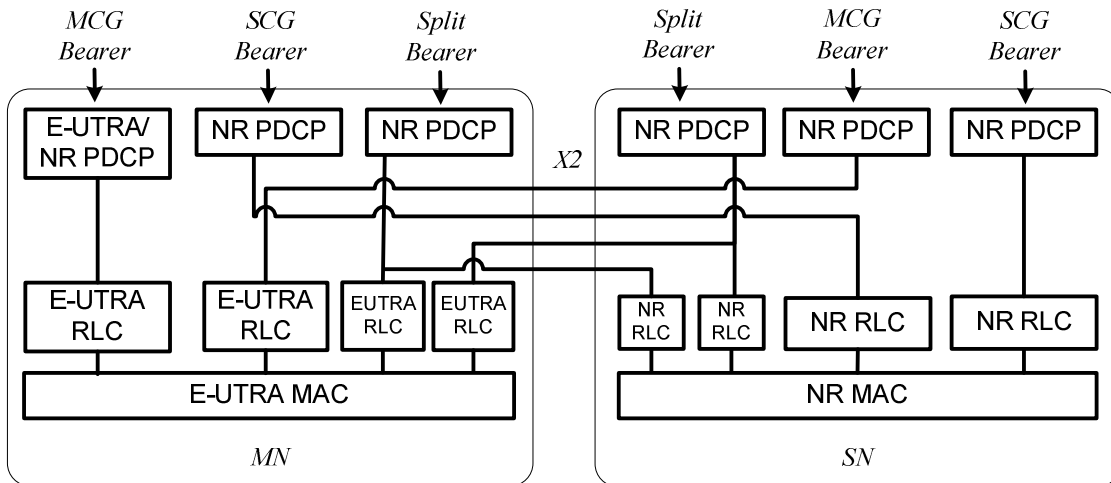 MCG
Bearer
SCG
Bearer
Split
Bearer
Split
Bearer
MCG
Bearer
SCG
Bearer
E-UTRA/
NR PDCP
NR PDCP
NR PDCP
X2
NR PDCP
NR PDCP
NR PDCP
E-UTRA
RLC
E-UTRA
RLC
EUTRA
RLC
EUTRA
RLC
NR
RLC
NR
RLC
NR RLC
NR RLC
E-UTRA MAC
NR MAC
MN
SN